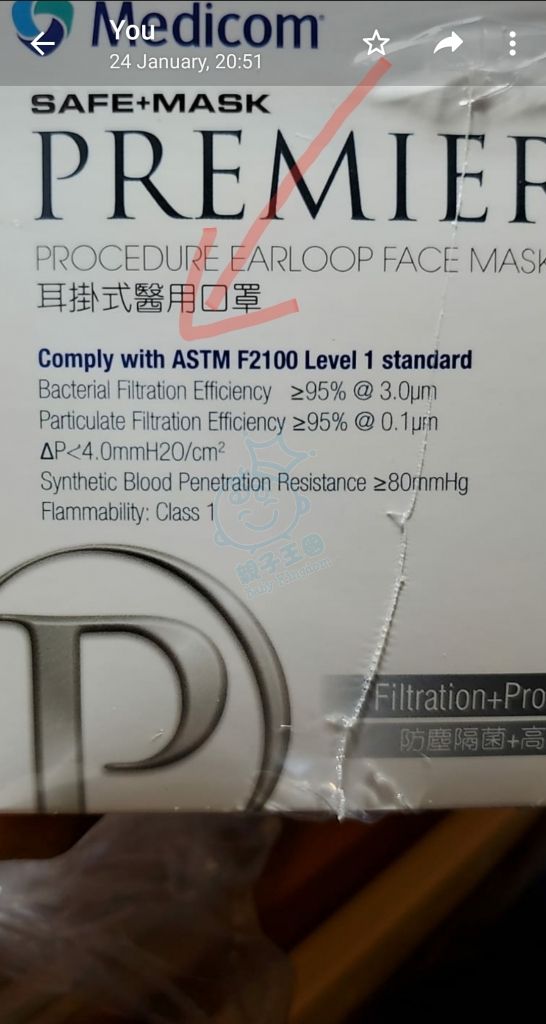 Medicom
You
24 January, 20:51
SAFE+MASK
PREMIER
PROCEDURE EARLOOP FACE MASK
耳掛式醫用口罩
Comply with ASTM F2100 Level 1 standard
Bacterial Filtration Efficiency ≥95% @ 3.0µm
Particulate Filtration Efficiency ≥95% @ 0.1µm
ΔP<4.0mmH2O/cm²
Synthetic Blood Penetration Resistance ≥80mmHg
Flammability: Class 1
親子王國
Baby Kingdom
P
Filtration+Pro
防塵隔菌+高